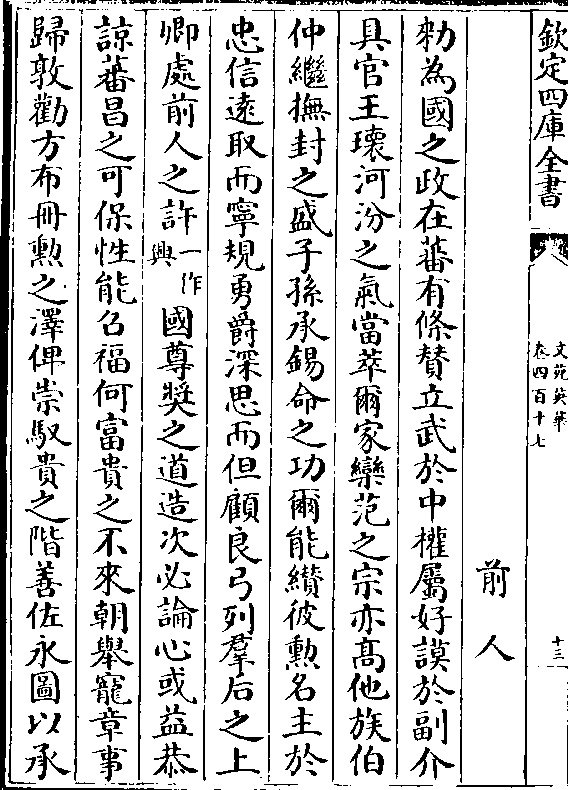 欽定四庫全書
文苑英華
卷四百十七
十三
前人
勑為國之政在蕃有條賛立武於中權屬好謨於副介
具官王瓌河汾之氣當萃爾家欒范之宗亦髙他族伯
仲繼撫封之盛子孫承錫命之功爾能纘彼勲名主於
忠信逺取而寧規勇爵深思而但顧良弓列羣后之上
卿處前人之許一作興國尊奬之道造次必論心或益恭
諒蕃昌之可保性能召福何富貴之不來朝舉寵章事
歸敦勸方布冊勲之澤俾崇馭貴之階善佐永圖以承